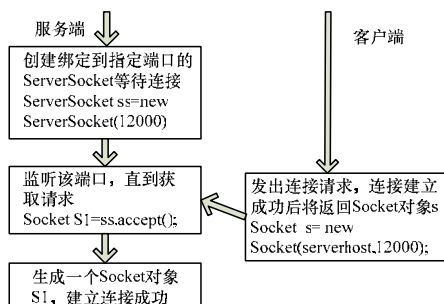 服务端
客户端
创建绑定到指定端口的
ServerSocket等待连接
ServerSocket ss=new
ServerSocket(12000)
监听该端口，直到获
取请求
Socket S1=ss.accept();
发出连接请求，连接建立
成功后将返回Socket对象s
Socket s= new
Socket(serverhost,12000);
生成一个Socket对象
S1，建立连接成功